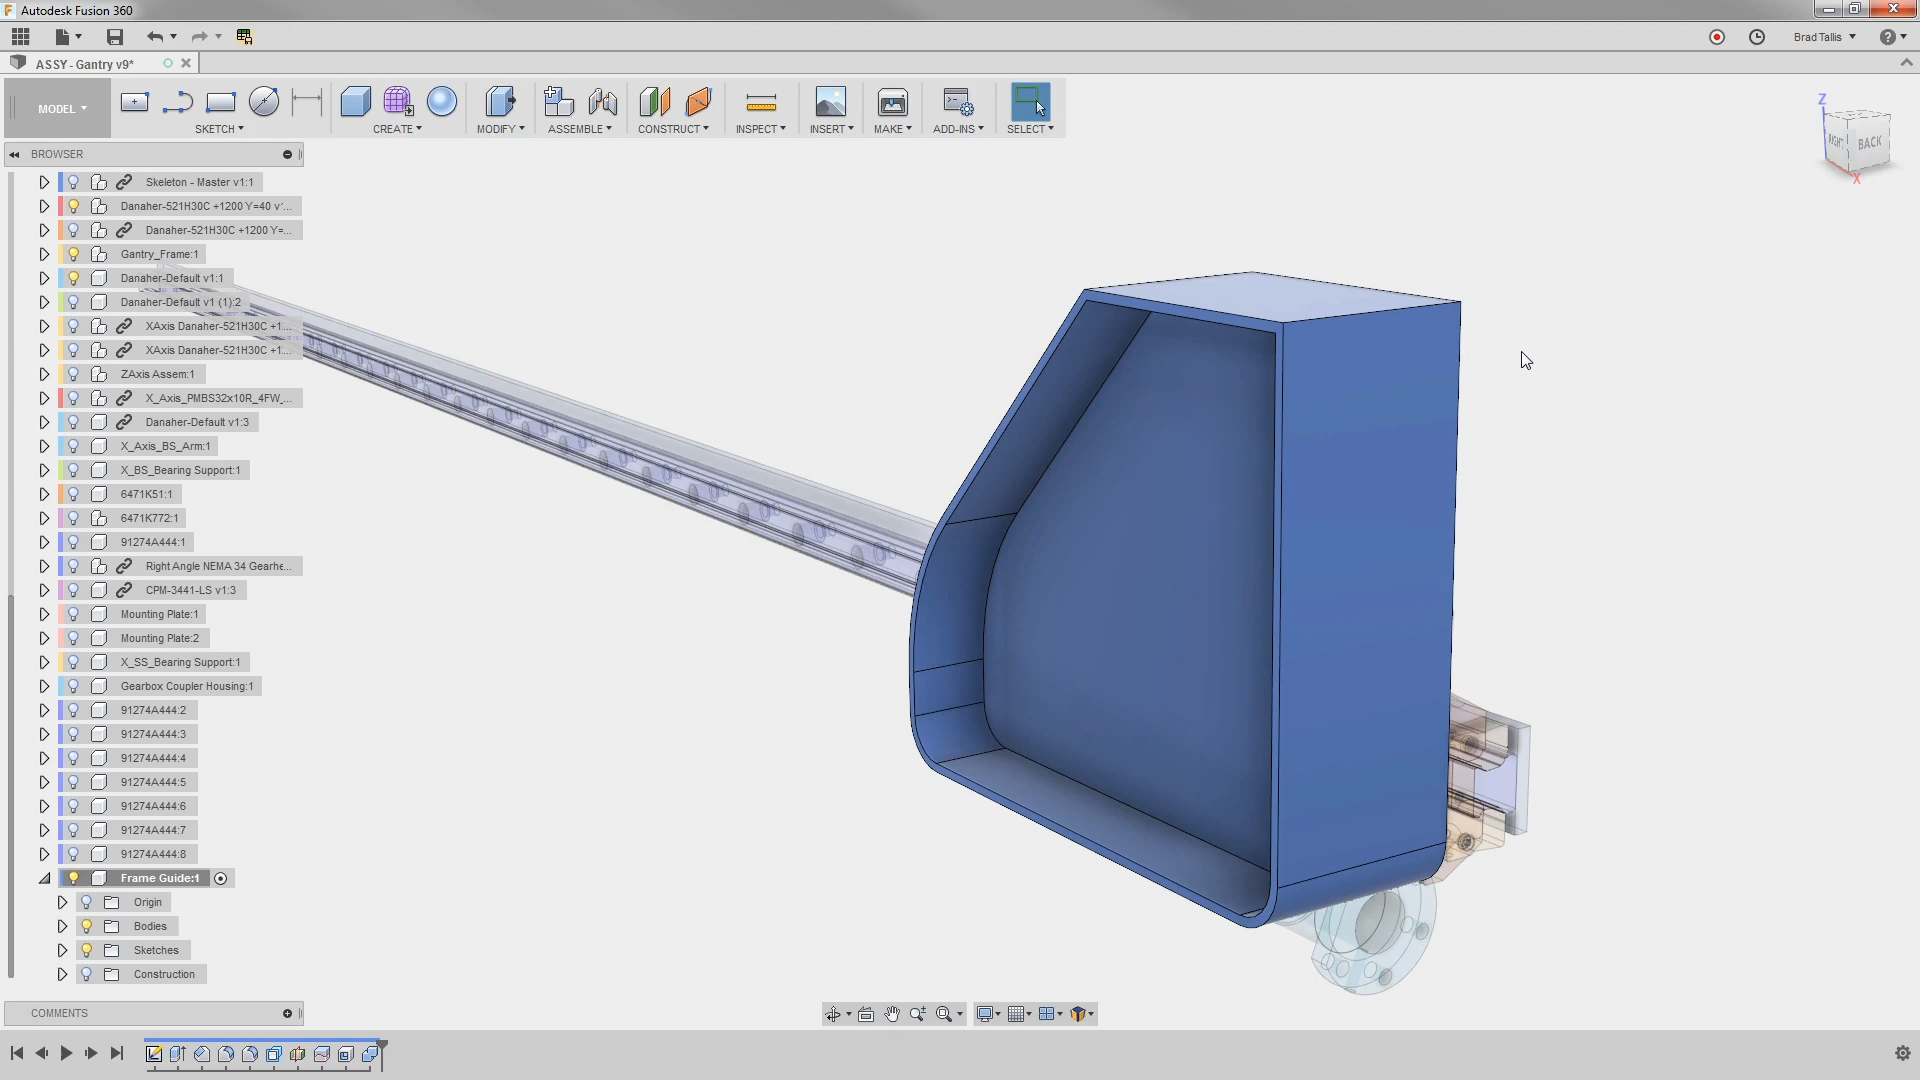 Autodesk Fusion 360
Brad Tallis
ASSY - Gantry v9*
MODEL
SKETCH
CREATE
MODIFY
ASSEMBLE
CONSTRUCT
INSPECT
INSERT
MAKE
ADD-INS
SELECT
Z
RIGHT
BACK
X
BROWSER
Skeleton - Master v1:1
Danaher-521H30C +1200 Y=40 v'...
Danaher-521H30C +1200 Y=...
Gantry_Frame:1
Danaher-Default v1:1
Danaher-Default v1 (1):2
XAxis Danaher-521H30C +1...
XAxis Danaher-521H30C +1...
ZAxis Assem:1
X_Axis_PMBS32x10R_4FW_...
Danaher-Default v1:3
X_Axis_BS_Arm:1
X_BS_Bearing Support:1
6471K51:1
6471K772:1
91274A444:1
Right Angle NEMA 34 Gearhe...
CPM-3441-LS v1:3
Mounting Plate:1
Mounting Plate:2
X_SS_Bearing Support:1
Gearbox Coupler Housing:1
91274A444:2
91274A444:3
91274A444:4
91274A444:5
91274A444:6
91274A444:7
91274A444:8
Frame Guide:1
Origin
Bodies
Sketches
Construction
COMMENTS